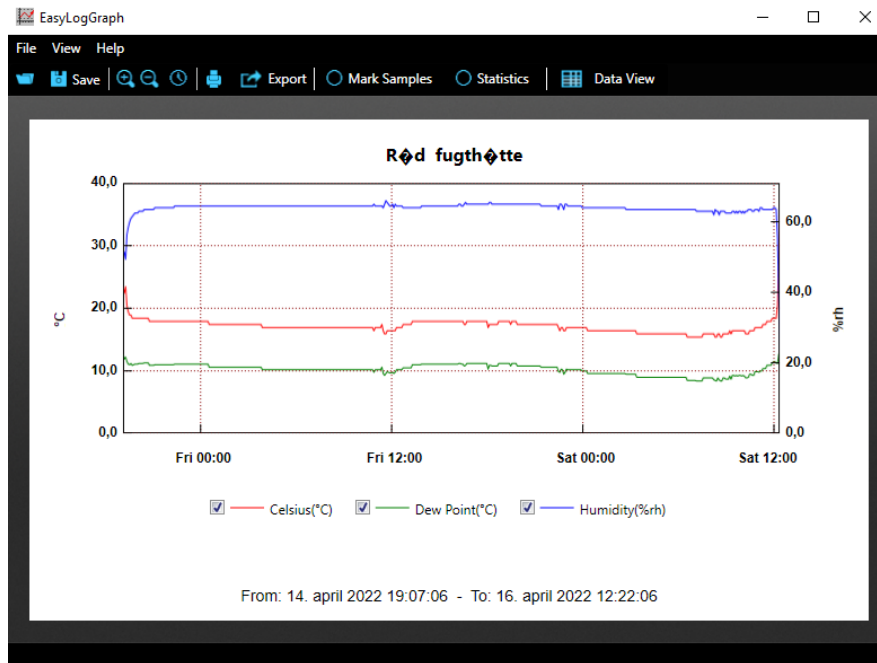 EasyLogGraph
File View Help
Save Export Mark Samples Statistics Data View
R�d fugth�tte
40,0
30,0
20,0
10,0
0,0
°C
60,0
40,0
20,0
0,0
%rh
Fri 00:00 Fri 12:00 Sat 00:00 Sat 12:00
Celsius(°C) Dew Point(°C) Humidity(%rh)
From: 14. april 2022 19:07:06 - To: 16. april 2022 12:22:06